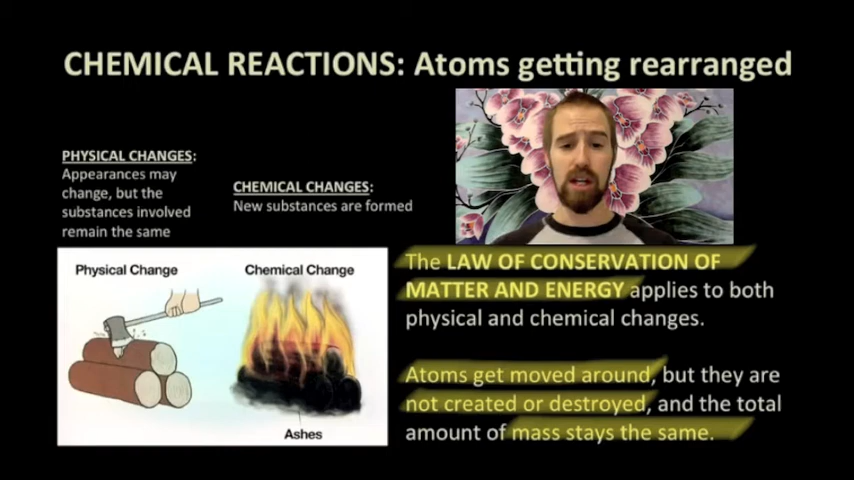 CHEMICAL REACTIONS: Atoms getting rearranged
PHYSICAL CHANGES:
Appearances may
change, but the
substances involved
remain the same
CHEMICAL CHANGES:
New substances are formed
Physical Change
Chemical Change
Ashes
The LAW OF CONSERVATION OF
MATTER AND ENERGY applies to both
physical and chemical changes.
Atoms get moved around, but they are
not created or destroyed, and the total
amount of mass stays the same.